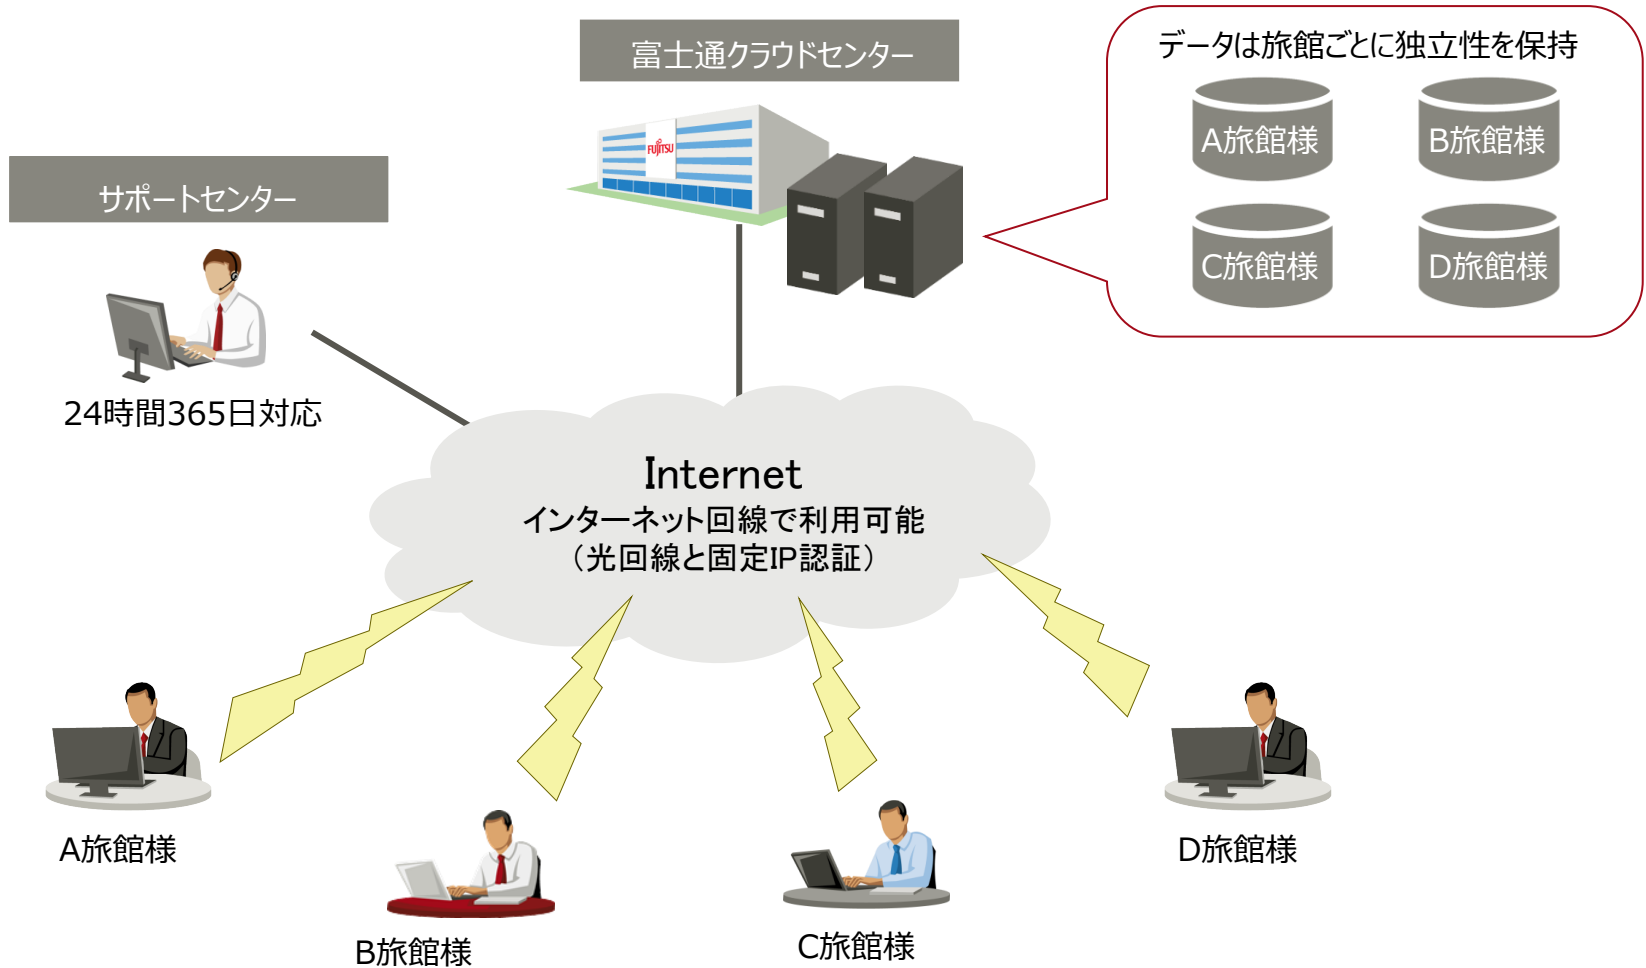 富士通クラウドセンター
データは旅館ごとに独立性を保持
A旅館様
B旅館様
C旅館様
D旅館様
FUJITSU
サポートセンター
24時間365日対応
Internet
インターネット回線で利用可能
（光回線と固定IP認証）
A旅館様
B旅館様
C旅館様
D旅館様